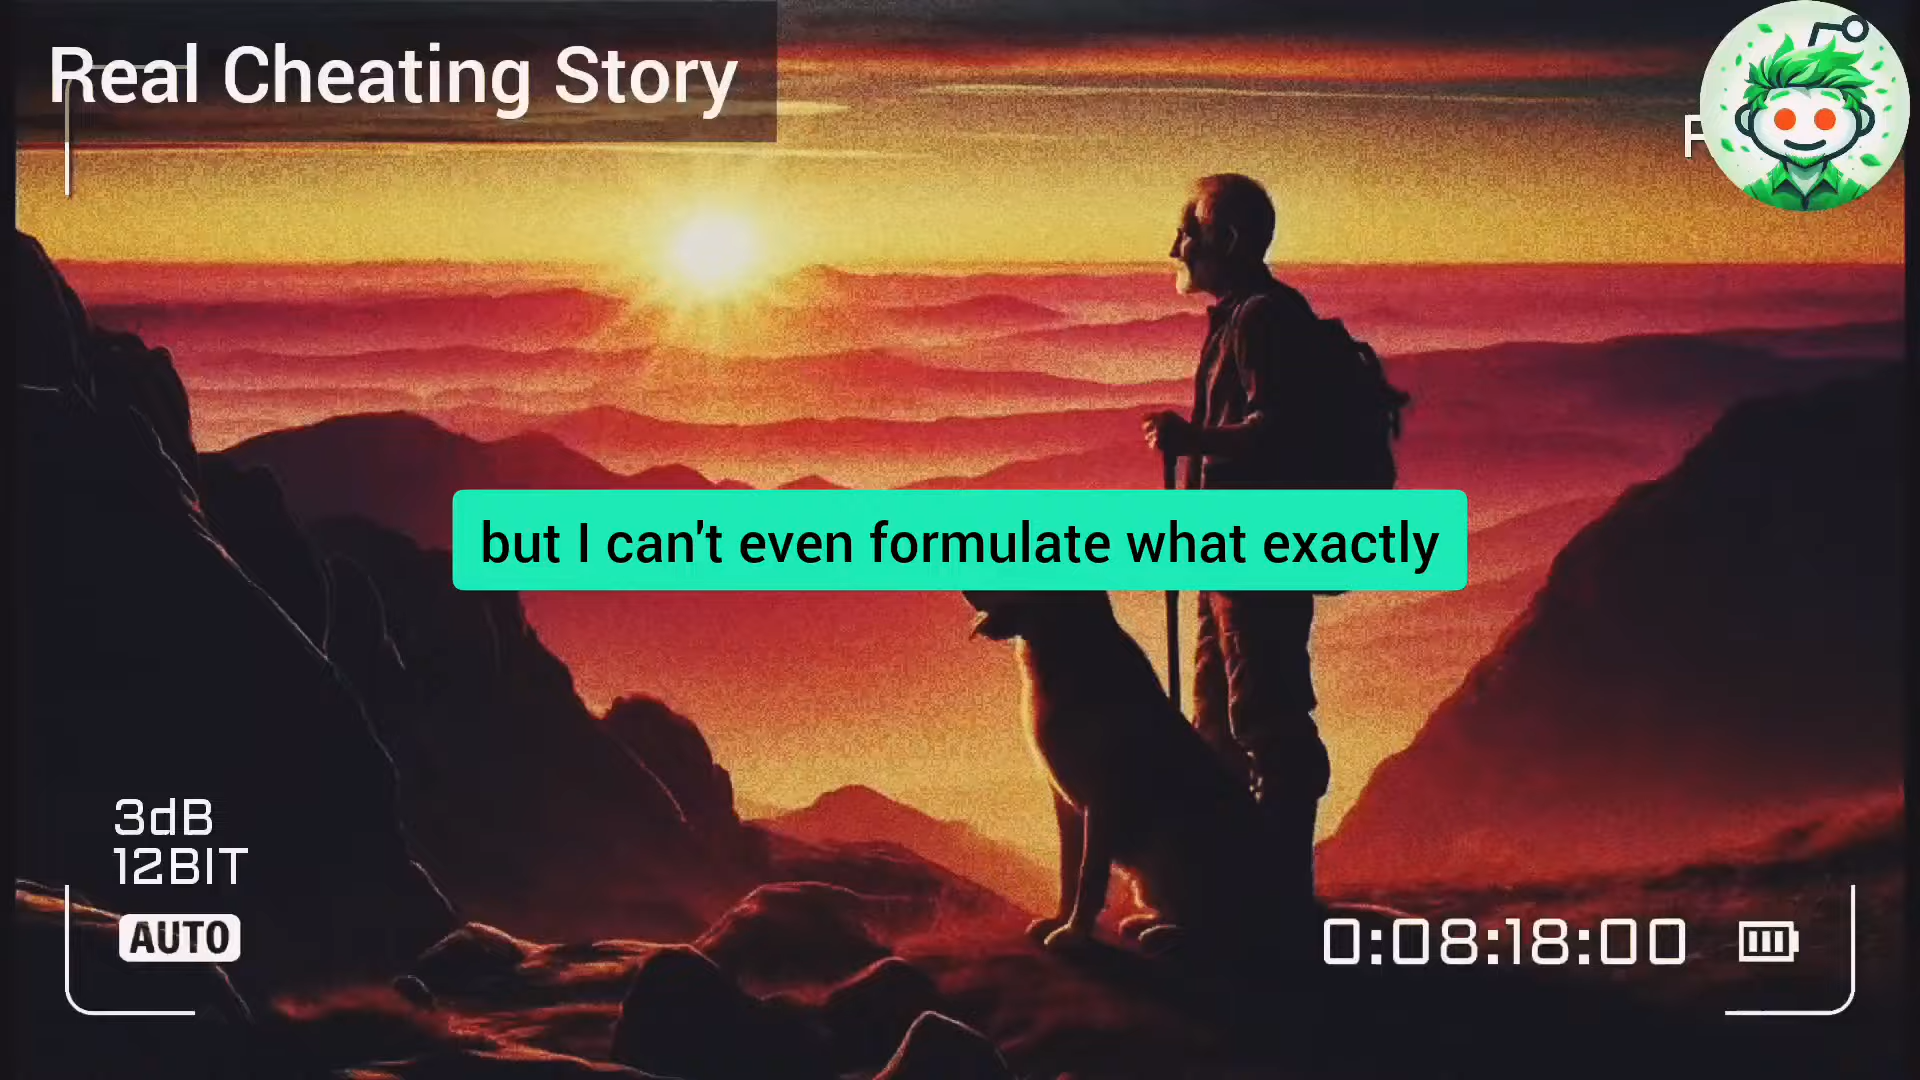 Real Cheating Story
but I can't even formulate what exactly
3dB
12BIT
AUTO
0:08:18:00